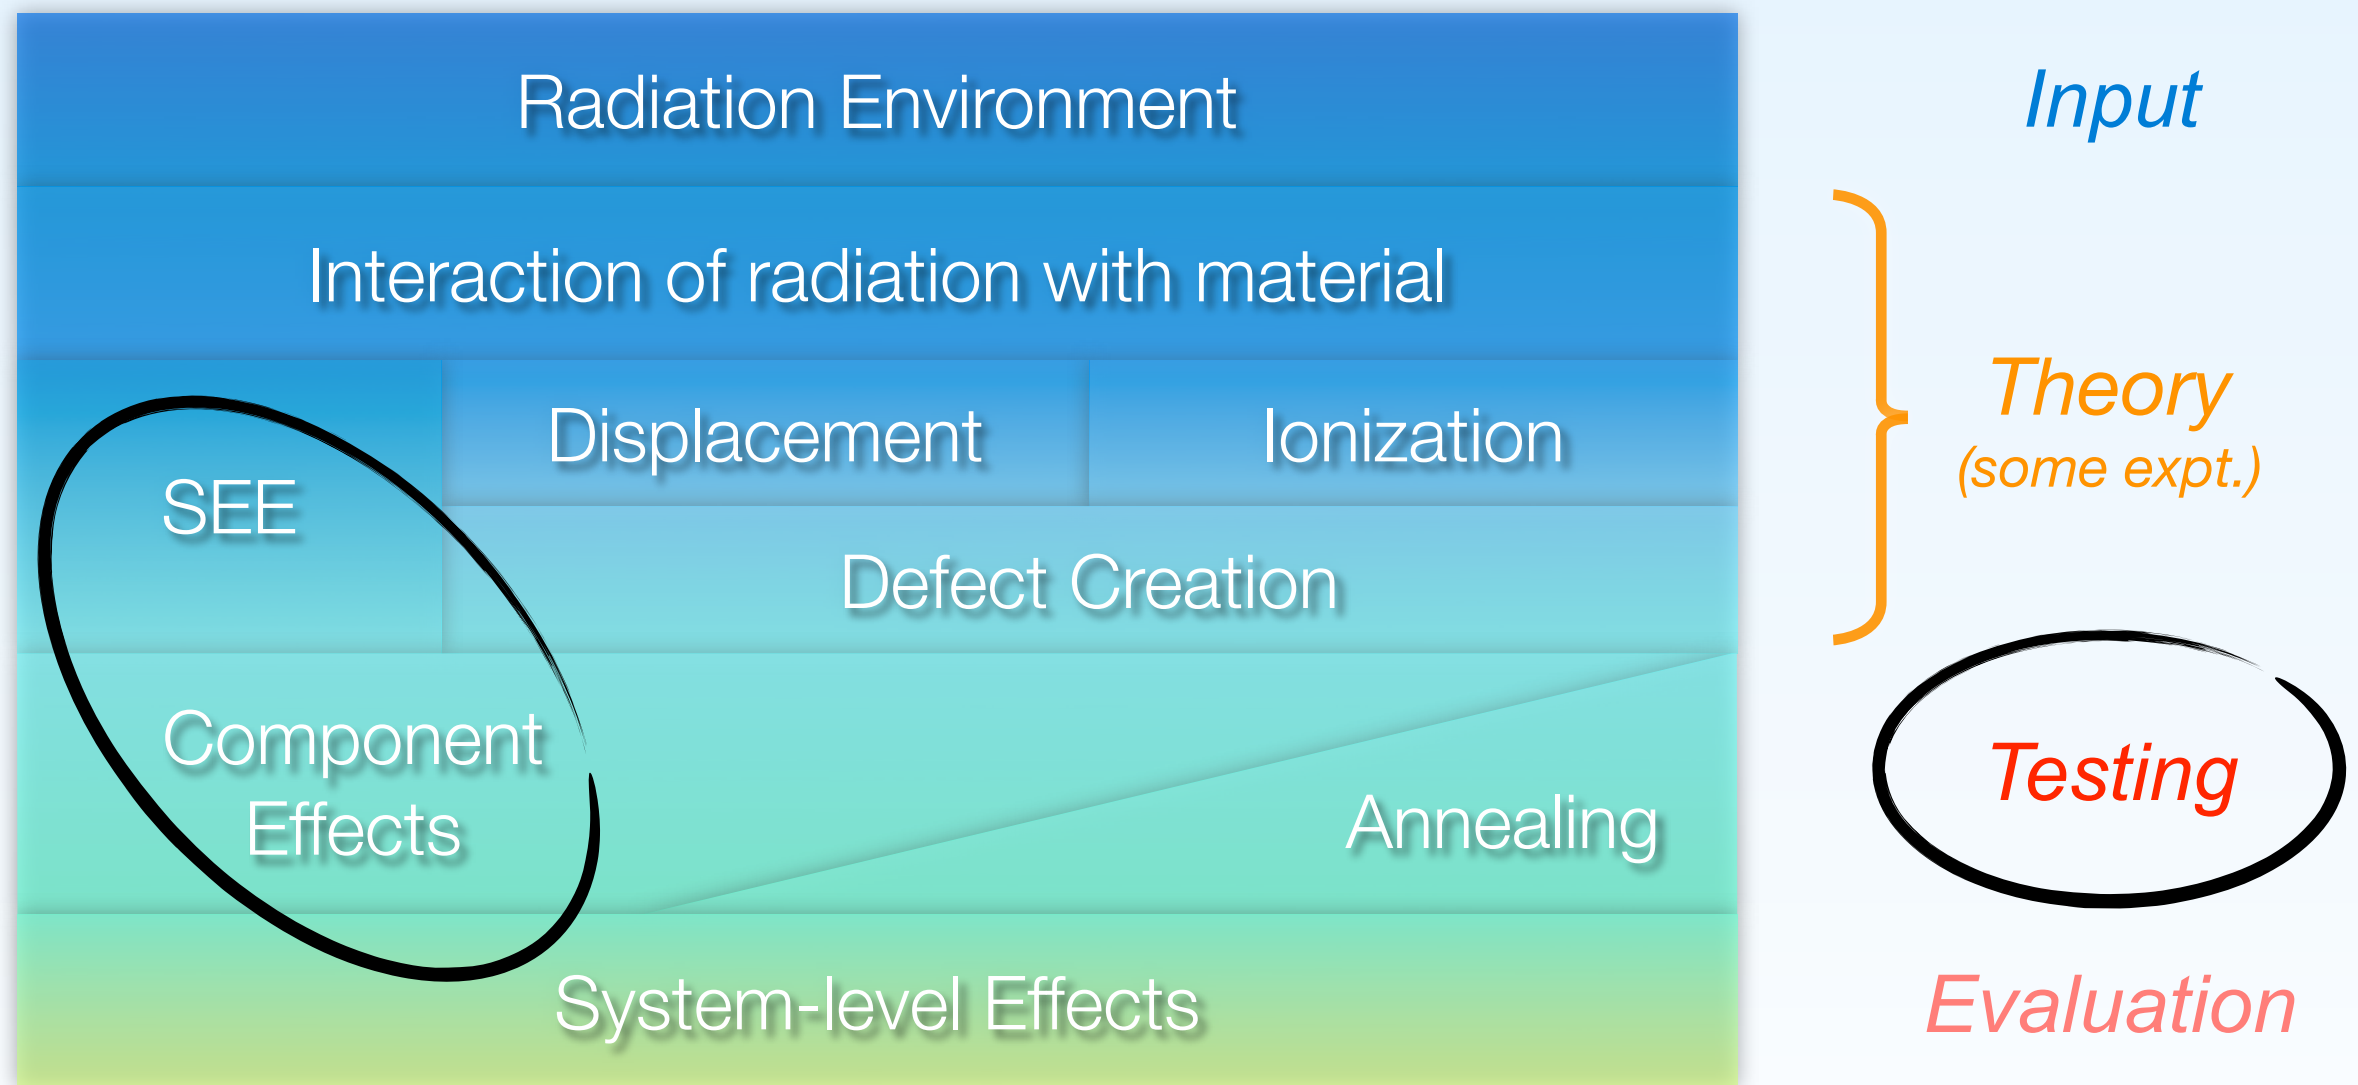 Radiation Environment
Input
Interaction of radiation with material
Displacement
Ionization
Theory
(some expt.)
SEE
Defect Creation
Component
Effects
Annealing
Testing
System-level Effects
Evaluation